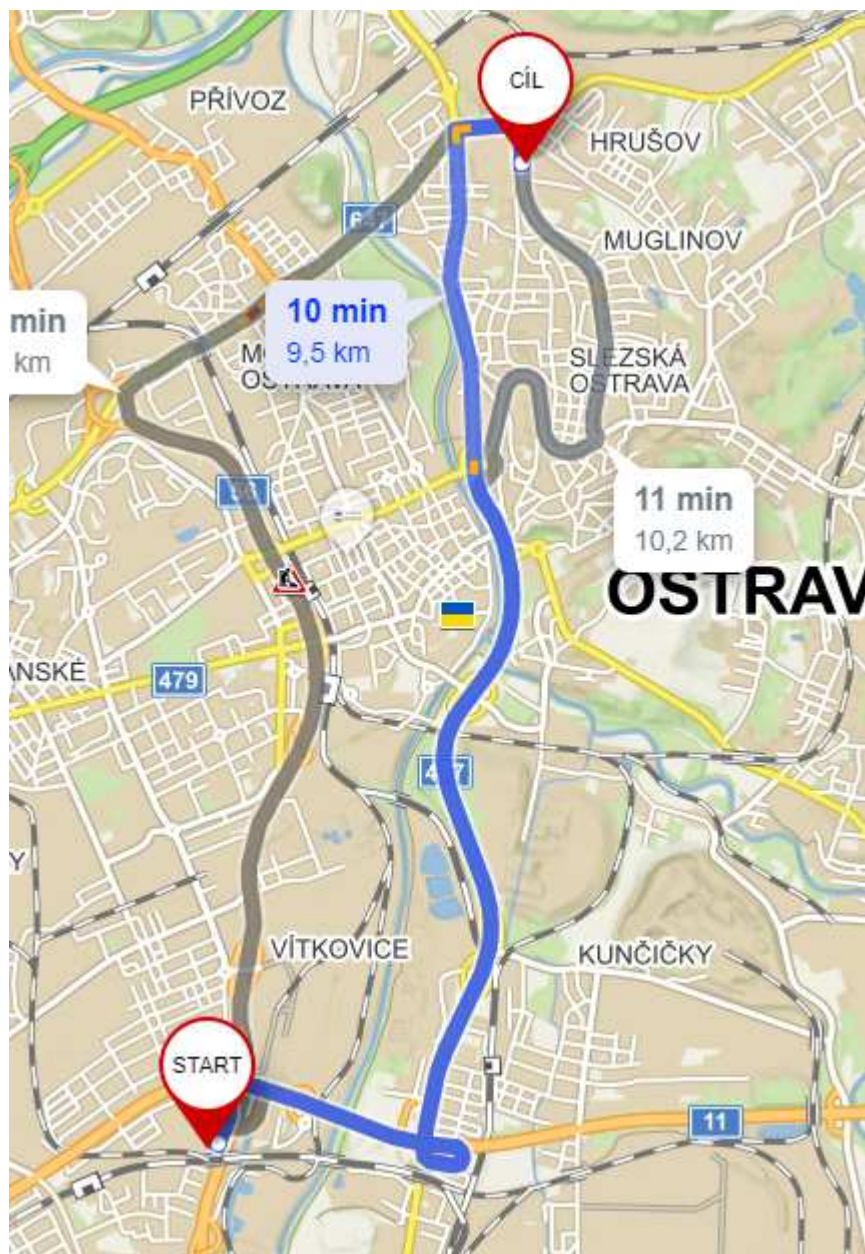 CÍL
PŘÍVOZ
HRUŠOV
MUGLINOV
min
km
10 min
9,5 km
SLEZSKÁ
OSTRAVA
11 min
10,2 km
OSTRAV
ANSKÉ
479
Y
VÍTKOVICE
KUNČIČKY
START
11